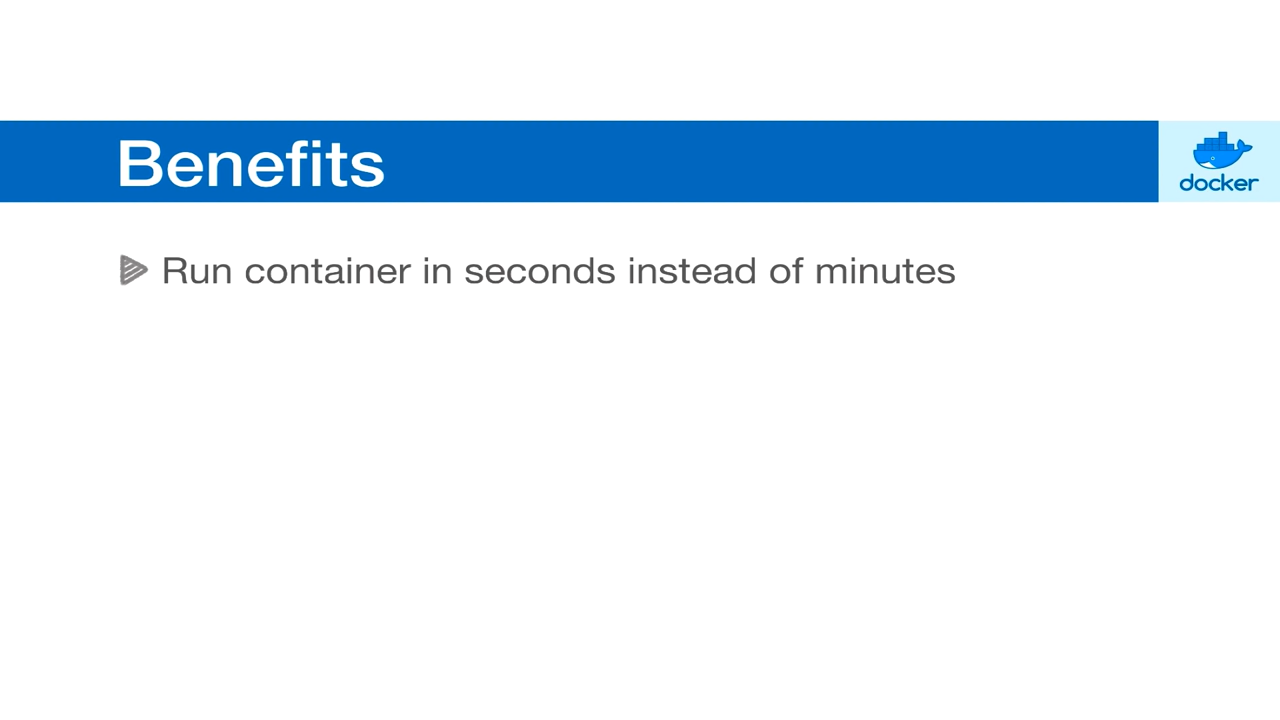 Benefits
docker
Run container in seconds instead of minutes